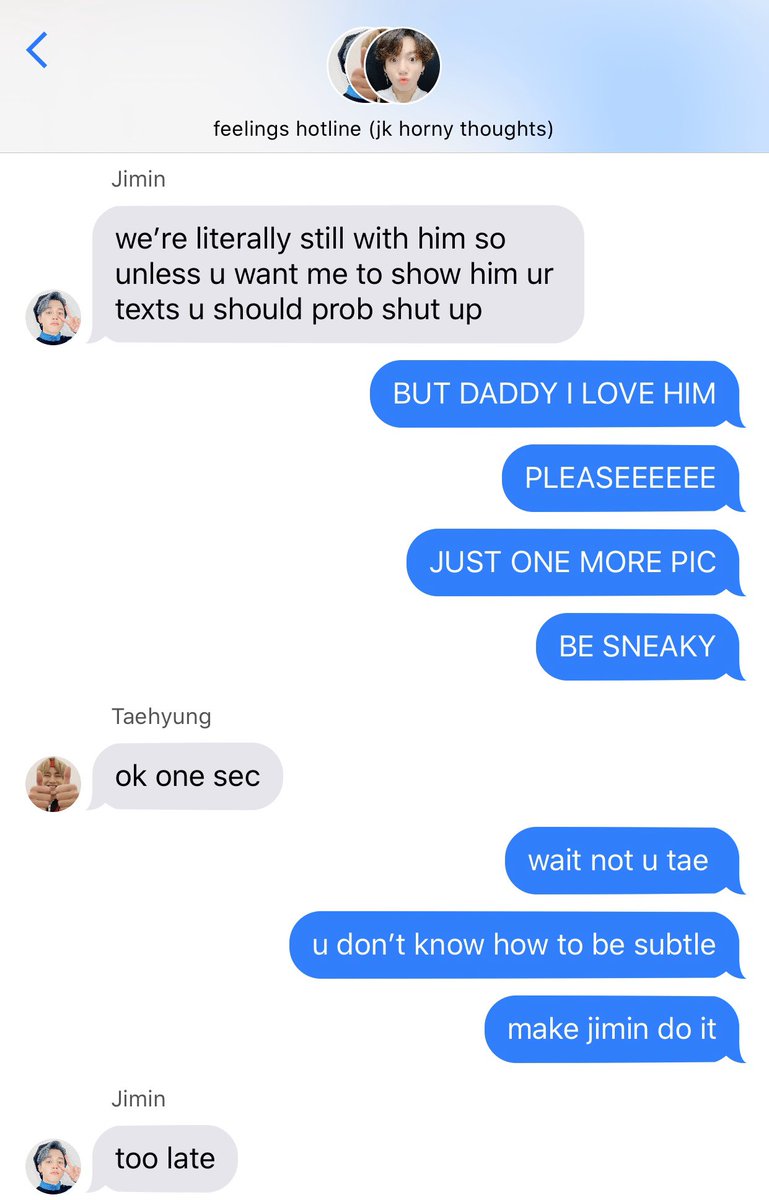 feelings hotline (jk horny thoughts)
Jimin
we’re literally still with him so
unless u want me to show him ur
texts u should prob shut up
BUT DADDY I LOVE HIM
PLEASEEEEEE
JUST ONE MORE PIC
BE SNEAKY
Taehyung
ok one sec
wait not u tae
u don’t know how to be subtle
make jimin do it
Jimin
too late